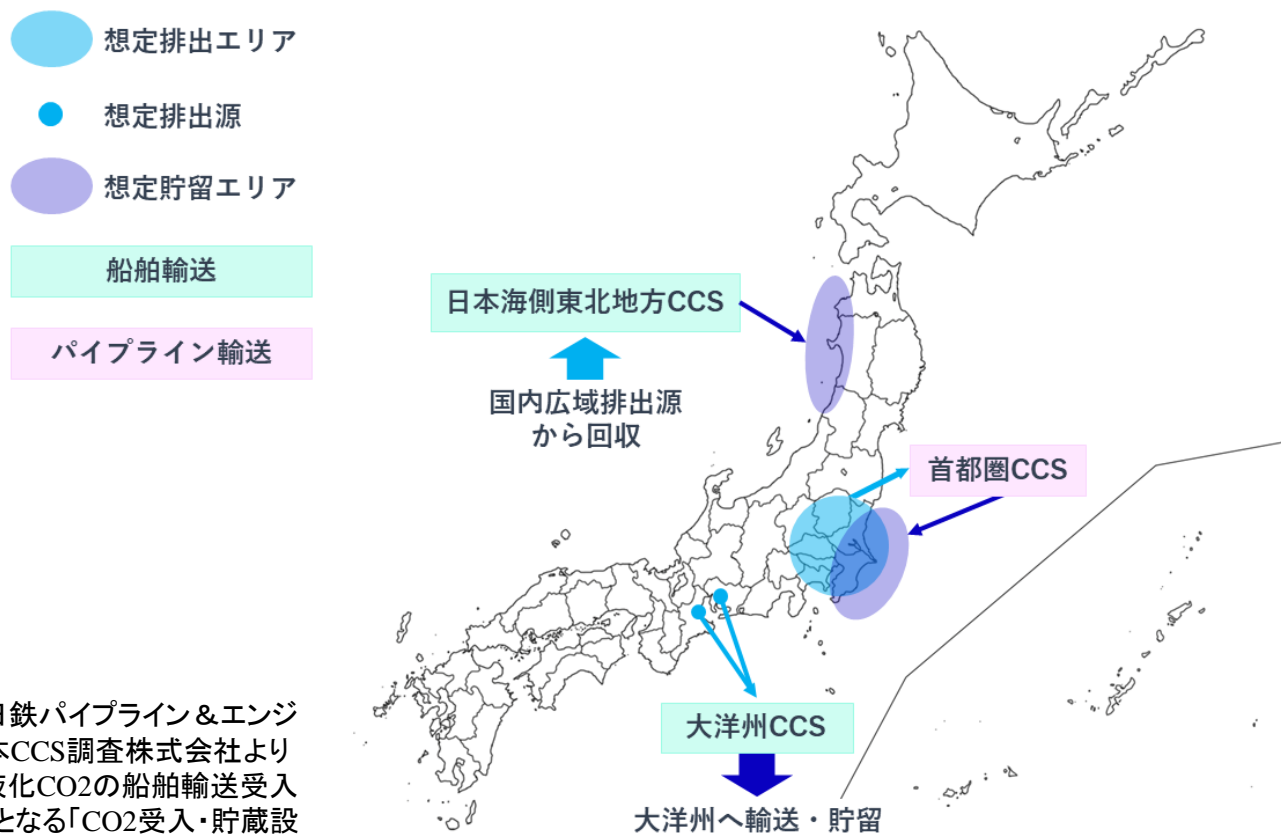 想定排出エリア
想定排出源
想定貯留エリア
船舶輸送
パイプライン輸送
日本海側東北地方CCS
国内広域排出源
から回収
首都圏CCS
大洋州CCS
大洋州へ輸送・貯留
鉄パイプライン&エンジ
CCS調査株式会社より
化CO2の船舶輸送受入
となる「CO2受入・貯蔵設